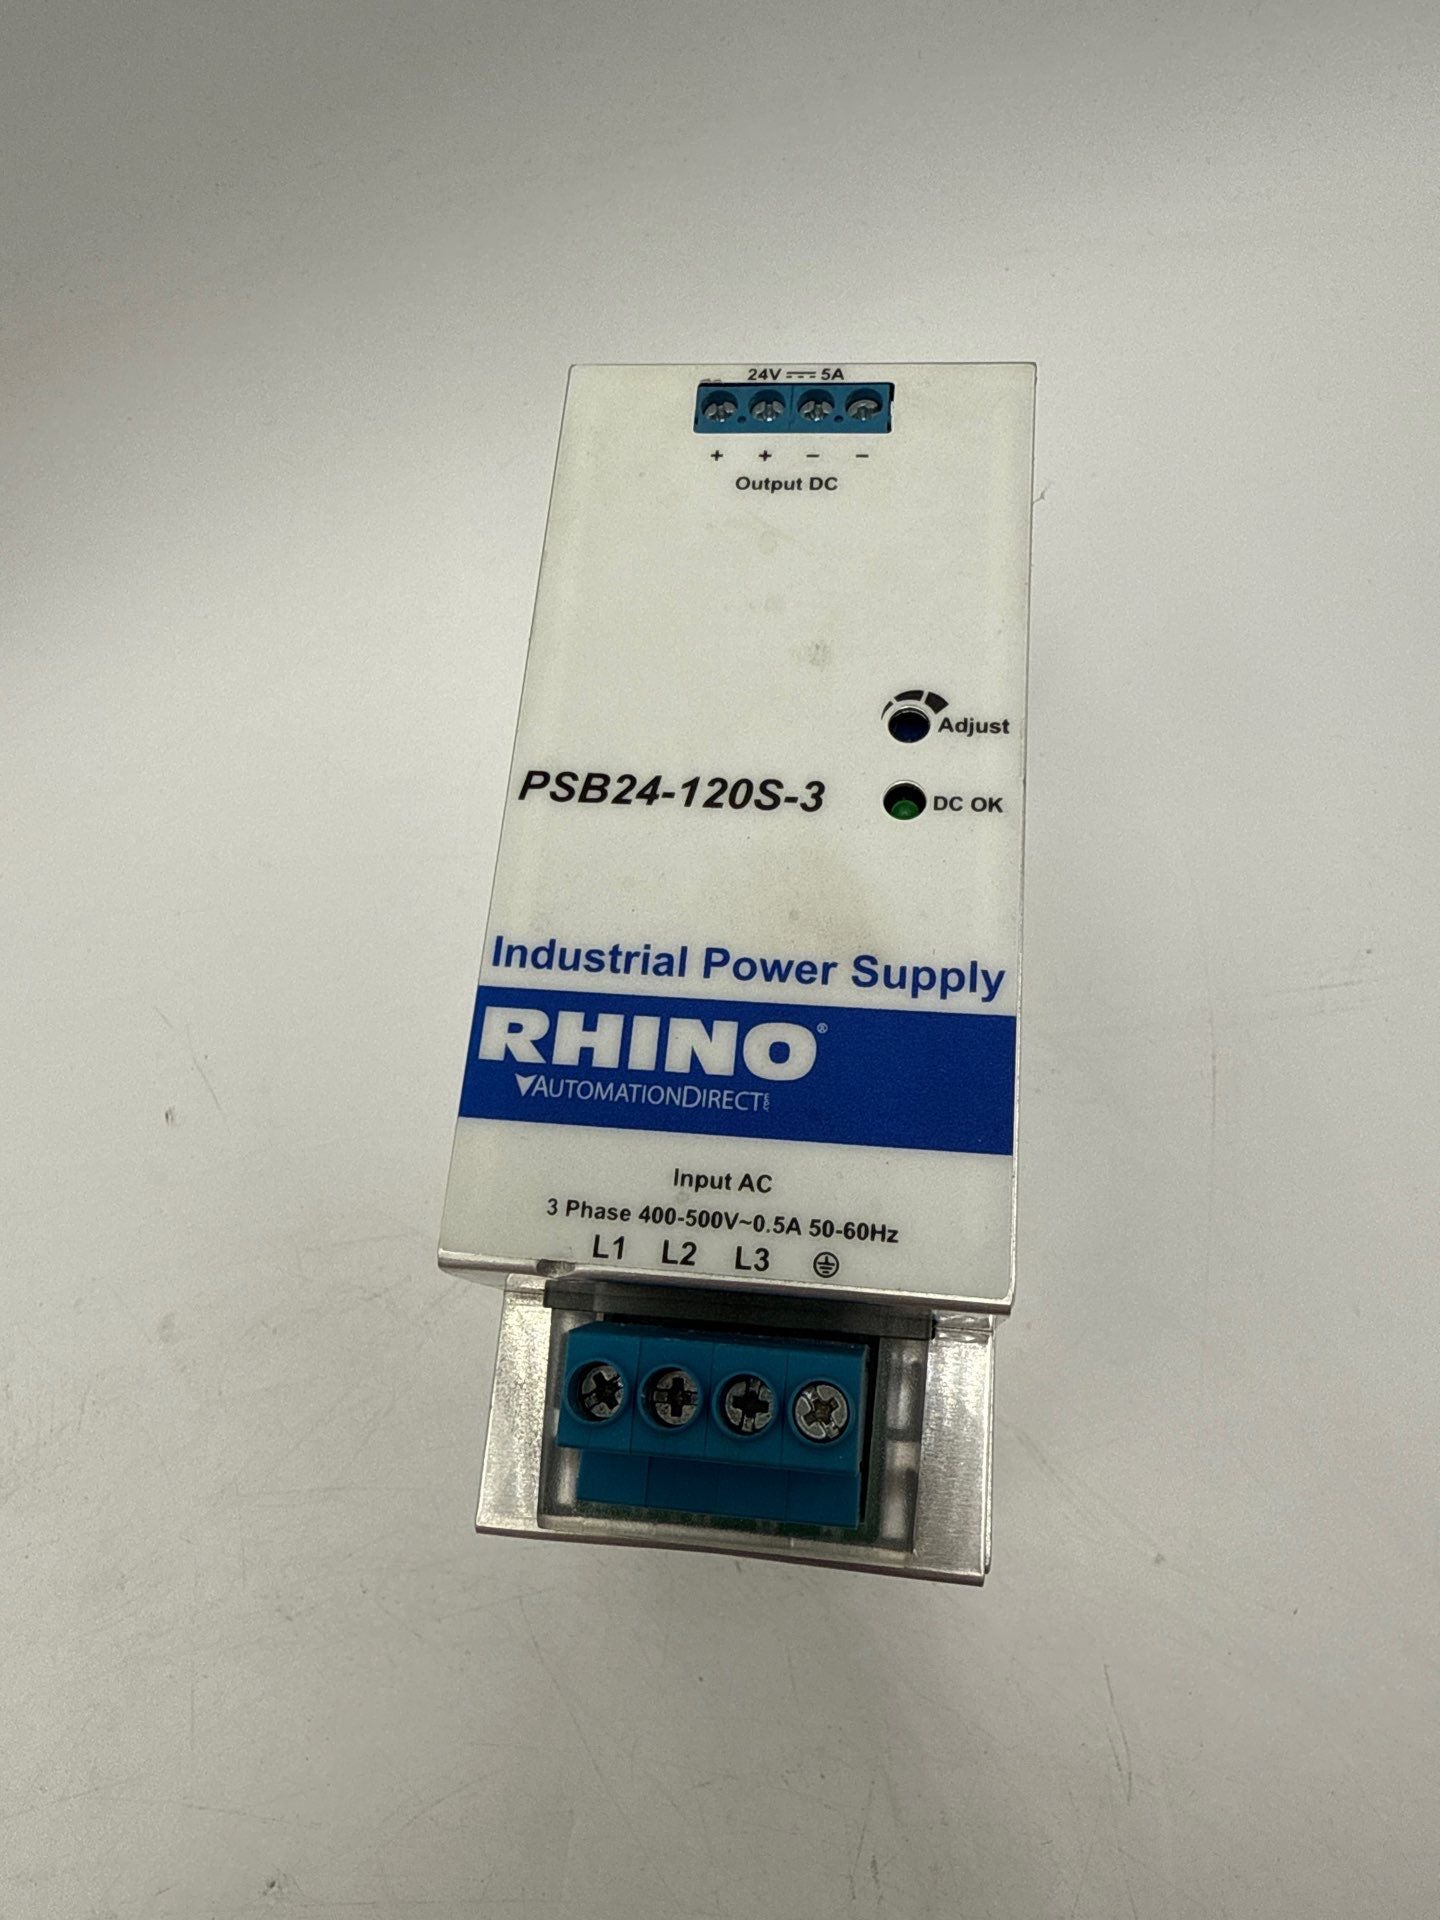 24V ⎓ 5A
+ + − −
Output DC
Adjust
PSB24-120S-3
DC OK
Industrial Power Supply
RHINO®
AUTOMATIONDIRECT
Input AC
3 Phase 400-500V~0.5A 50-60Hz
L1 L2 L3